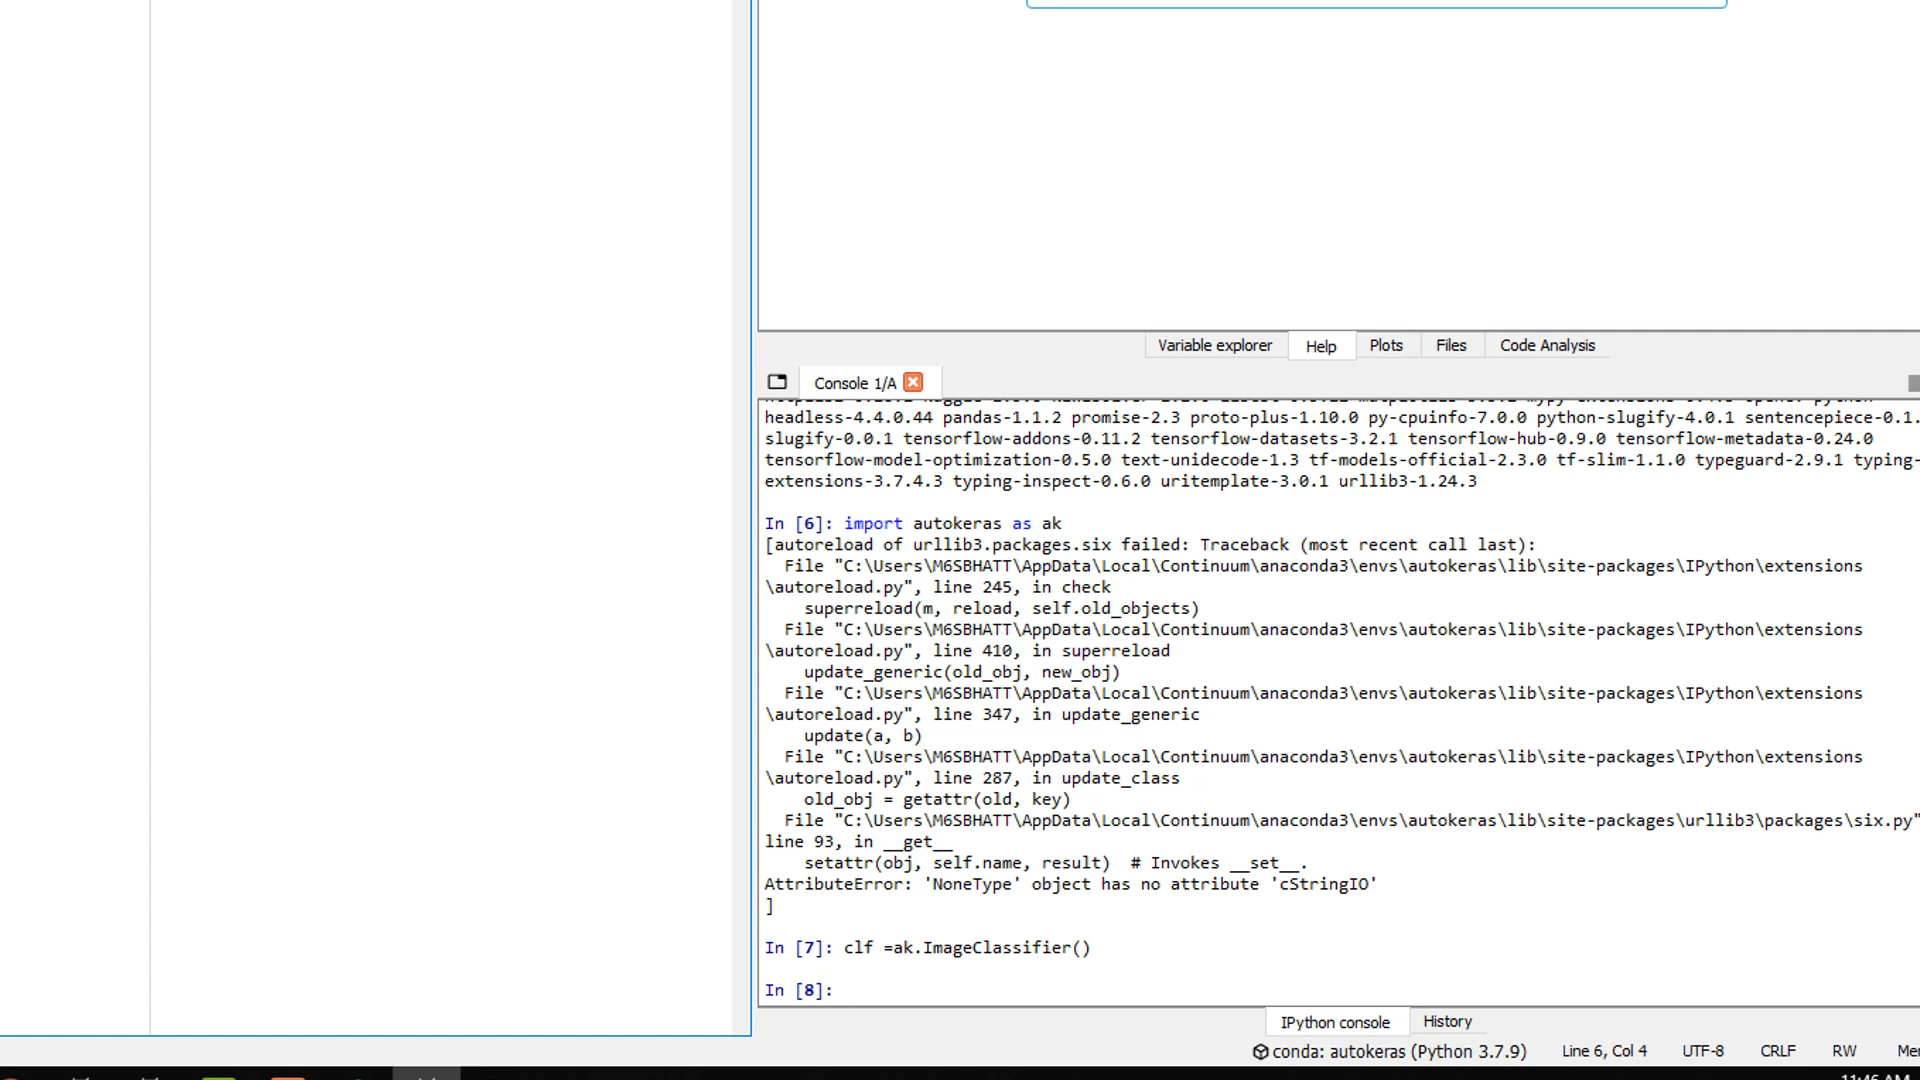 Variable explorer Help Plots Files Code Analysis
Console 1/A
headless-4.4.0.44 pandas-1.1.2 promise-2.3 proto-plus-1.10.0 py-cpuinfo-7.0.0 python-slugify-4.0.1 sentencepiece-0.1.
slugify-0.0.1 tensorflow-addons-0.11.2 tensorflow-datasets-3.2.1 tensorflow-hub-0.9.0 tensorflow-metadata-0.24.0
tensorflow-model-optimization-0.5.0 text-unidecode-1.3 tf-models-official-2.3.0 tf-slim-1.1.0 typeguard-2.9.1 typing-
extensions-3.7.4.3 typing-inspect-0.6.0 uritemplate-3.0.1 urllib3-1.24.3
In [6]: import autokeras as ak
[autoreload of urllib3.packages.six failed: Traceback (most recent call last):
File "C:\Users\M6SBHATT\AppData\Local\Continuum\anaconda3\envs\autokeras\lib\site-packages\IPython\extensions
\autoreload.py", line 245, in check
superreload(m, reload, self.old_objects)
File "C:\Users\M6SBHATT\AppData\Local\Continuum\anaconda3\envs\autokeras\lib\site-packages\IPython\extensions
\autoreload.py", line 410, in superreload
update_generic(old_obj, new_obj)
File "C:\Users\M6SBHATT\AppData\Local\Continuum\anaconda3\envs\autokeras\lib\site-packages\IPython\extensions
\autoreload.py", line 347, in update_generic
update(a, b)
File "C:\Users\M6SBHATT\AppData\Local\Continuum\anaconda3\envs\autokeras\lib\site-packages\IPython\extensions
\autoreload.py", line 287, in update_class
old_obj = getattr(old, key)
File "C:\Users\M6SBHATT\AppData\Local\Continuum\anaconda3\envs\autokeras\lib\site-packages\urllib3\packages\six.py"
line 93, in __get__
setattr(obj, self.name, result)  # Invokes __set__.
AttributeError: 'NoneType' object has no attribute 'cStringIO'
]
In [7]: clf =ak.ImageClassifier()
In [8]:
IPython console History
conda: autokeras (Python 3.7.9) Line 6, Col 4 UTF-8 CRLF RW